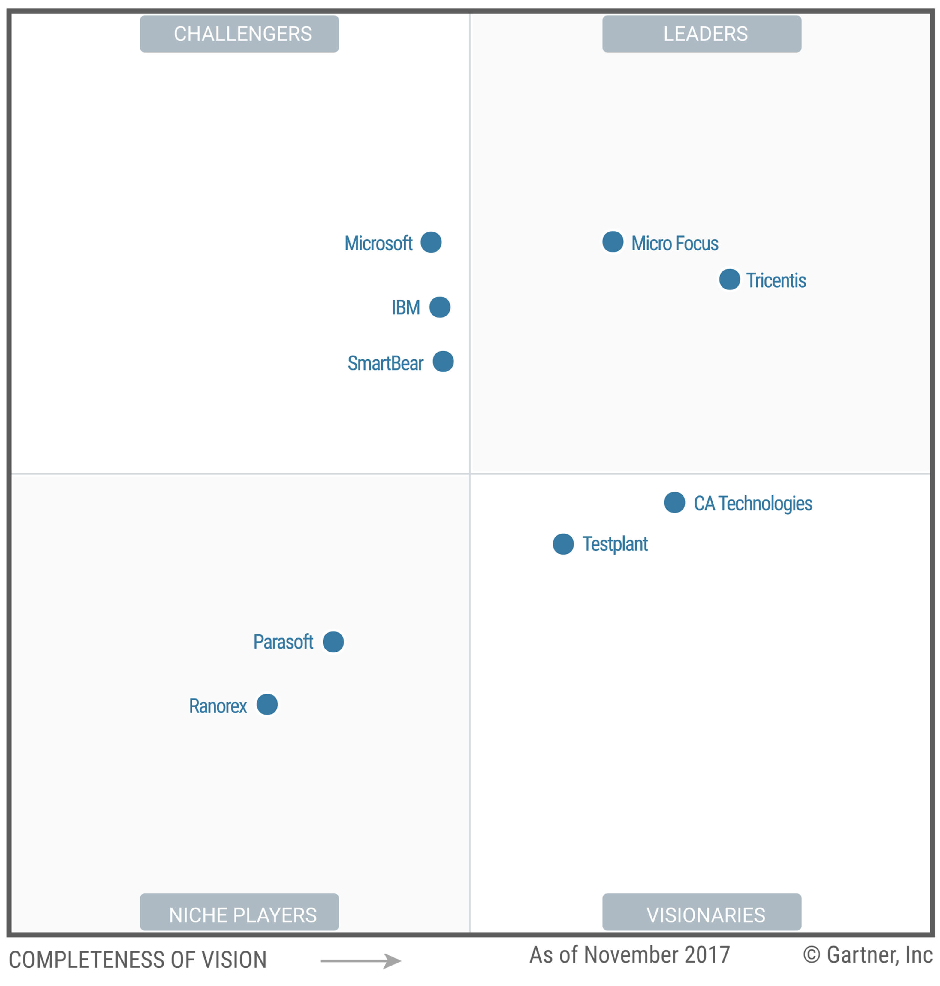 CHALLENGERS
LEADERS
Microsoft
Micro Focus
Tricentis
IBM
SmartBear
CA Technologies
Testplant
Parasoft
Ranorex
NICHE PLAYERS
VISIONARIES
COMPLETENESS OF VISION
As of November 2017
© Gartner, Inc